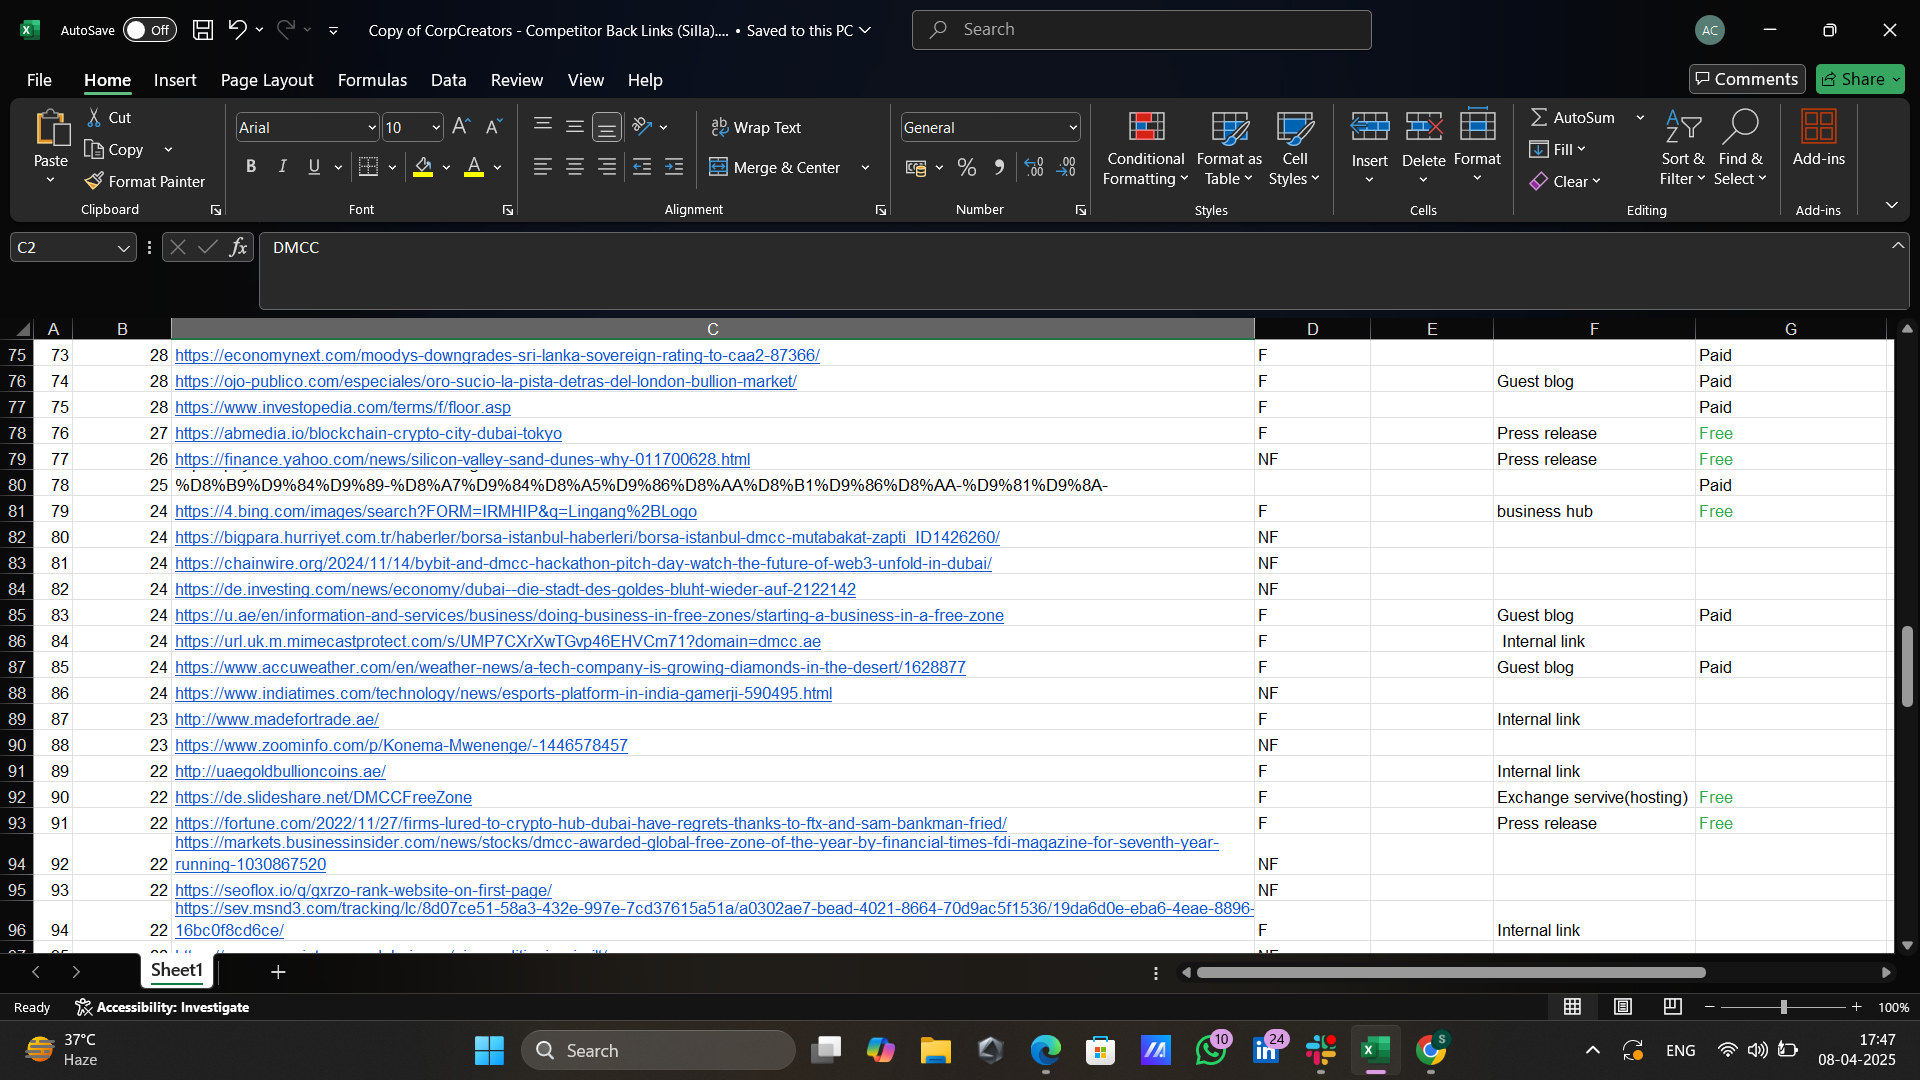 AutoSave Off Copy of CorpCreators - Competitor Back Links (Silla).... • Saved to this PC Search AC
File Home Insert Page Layout Formulas Data Review View Help Comments Share
Paste Cut Copy Format Painter Clipboard
Arial 10 B I U A Font
Wrap Text Merge & Center Alignment
General % Number
Conditional Formatting Format as Table Cell Styles Styles
Insert Delete Format Cells
AutoSum Fill Clear Sort & Filter Find & Select Editing
Add-ins Add-ins
C2 fx DMCC
A B C D E F G
75 73 28 https://economynext.com/moodys-downgrades-sri-lanka-sovereign-rating-to-caa2-87366/ F Paid
76 74 28 https://ojo-publico.com/especiales/oro-sucio-la-pista-detras-del-london-bullion-market/ F Guest blog Paid
77 75 28 https://www.investopedia.com/terms/f/floor.asp F Paid
78 76 27 https://abmedia.io/blockchain-crypto-city-dubai-tokyo F Press release Free
79 77 26 https://finance.yahoo.com/news/silicon-valley-sand-dunes-why-011700628.html NF Press release Free
80 78 25 %D8%B9%D9%84%D9%89-%D8%A7%D9%84%D8%A5%D9%86%D8%AA%D8%B1%D9%86%D8%AA-%D9%81%D9%8A- Paid
81 79 24 https://4.bing.com/images/search?FORM=IRMHIP&q=Lingang%2BLogo F business hub Free
82 80 24 https://bigpara.hurriyet.com.tr/haberler/borsa-istanbul-haberleri/borsa-istanbul-dmcc-mutabakat-zapti_ID1426260/ NF
83 81 24 https://chainwire.org/2024/11/14/bybit-and-dmcc-hackathon-pitch-day-watch-the-future-of-web3-unfold-in-dubai/ NF
84 82 24 https://de.investing.com/news/economy/dubai--die-stadt-des-goldes-bluht-wieder-auf-2122142 NF
85 83 24 https://u.ae/en/information-and-services/business/doing-business-in-free-zones/starting-a-business-in-a-free-zone F Guest blog Paid
86 84 24 https://url.uk.m.mimecastprotect.com/s/UMP7CXrXwTGvp46EHVCm71?domain=dmcc.ae F Internal link
87 85 24 https://www.accuweather.com/en/weather-news/a-tech-company-is-growing-diamonds-in-the-desert/1628877 F Guest blog Paid
88 86 24 https://www.indiatimes.com/technology/news/esports-platform-in-india-gamerji-590495.html NF
89 87 23 http://www.madefortrade.ae/ F Internal link
90 88 23 https://www.zoominfo.com/p/Konema-Mwenenge/-1446578457 NF
91 89 22 http://uaegoldbullioncoins.ae/ F Internal link
92 90 22 https://de.slideshare.net/DMCCFreeZone F Exchange servive(hosting) Free
93 91 22 https://fortune.com/2022/11/27/firms-lured-to-crypto-hub-dubai-have-regrets-thanks-to-ftx-and-sam-bankman-fried/ F Press release Free
https://markets.businessinsider.com/news/stocks/dmcc-awarded-global-free-zone-of-the-year-by-financial-times-fdi-magazine-for-seventh-year-
94 92 22 running-1030867520 NF
95 93 22 https://seoflox.io/q/gxrzo-rank-website-on-first-page/ NF
https://sev.msnd3.com/tracking/lc/8d07ce51-58a3-432e-997e-7cd37615a51a/a0302ae7-bead-4021-8664-70d9ac5f1536/19da6d0e-eba6-4eae-8896-
96 94 22 16bc0f8cd6ce/ F Internal link
Sheet1
Ready Accessibility: Investigate 100%
37°C Haze Search 10 24 S ENG 17:47 08-04-2025